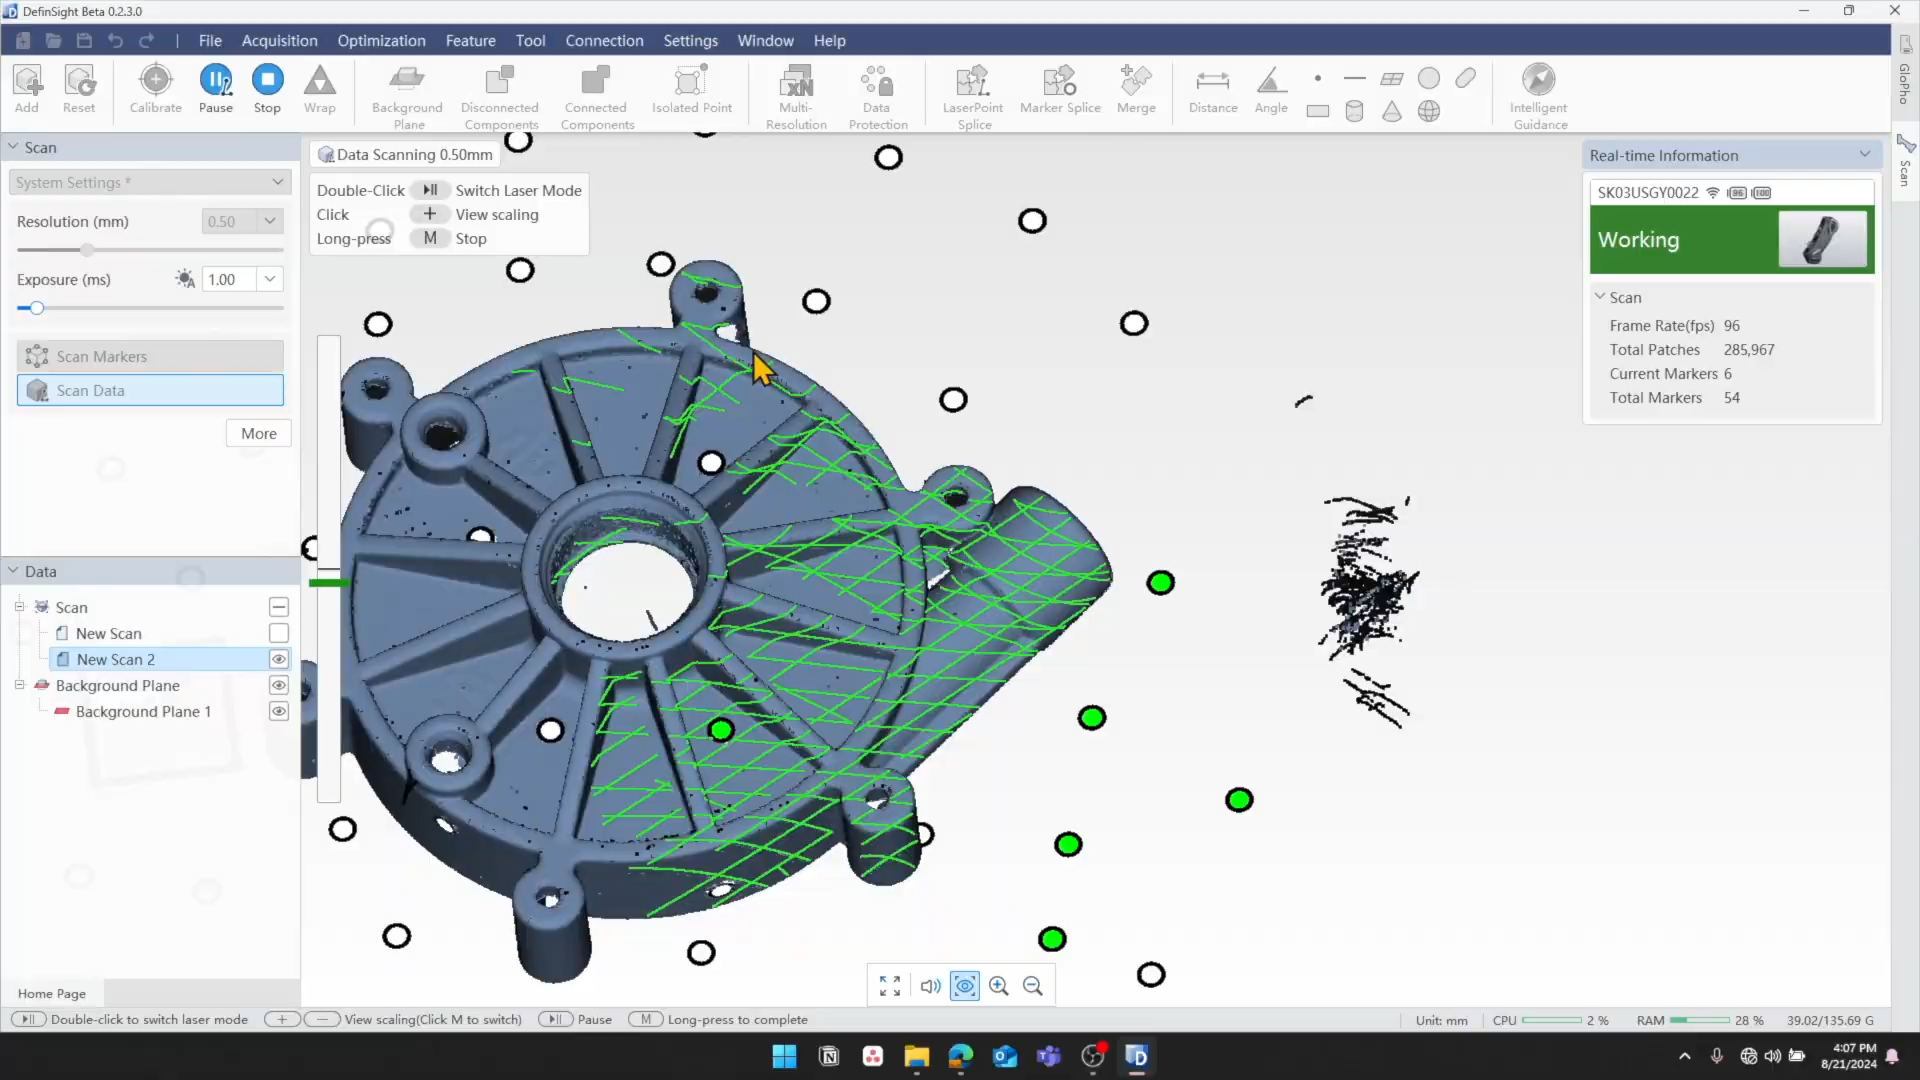 DefinSight Beta 0.2.3.0
File Acquisition Optimization Feature Tool Connection Settings Window Help
Add Reset Calibrate Pause Stop Wrap Background Plane Disconnected Components Connected Components Isolated Point Multi-Resolution Data Protection LaserPoint Splice Marker Splice Merge Distance Angle Intelligent Guidance
xN
GloPho
Scan
Scan
System Settings *
Resolution (mm) 0.50
Exposure (ms) 1.00
Scan Markers
Scan Data
More
Data
Scan
New Scan
New Scan 2
Background Plane
Background Plane 1
Home Page
Data Scanning 0.50mm
Double-Click Switch Laser Mode
Click + View scaling
Long-press M Stop
Real-time Information
SK03USGY0022 96 100
Working
Scan
Frame Rate(fps) 96
Total Patches 285,967
Current Markers 6
Total Markers 54
Double-click to switch laser mode + − View scaling(Click M to switch) Pause M Long-press to complete
Unit: mm CPU 2 % RAM 28 % 39.02/135.69 G
4:07 PM
8/21/2024